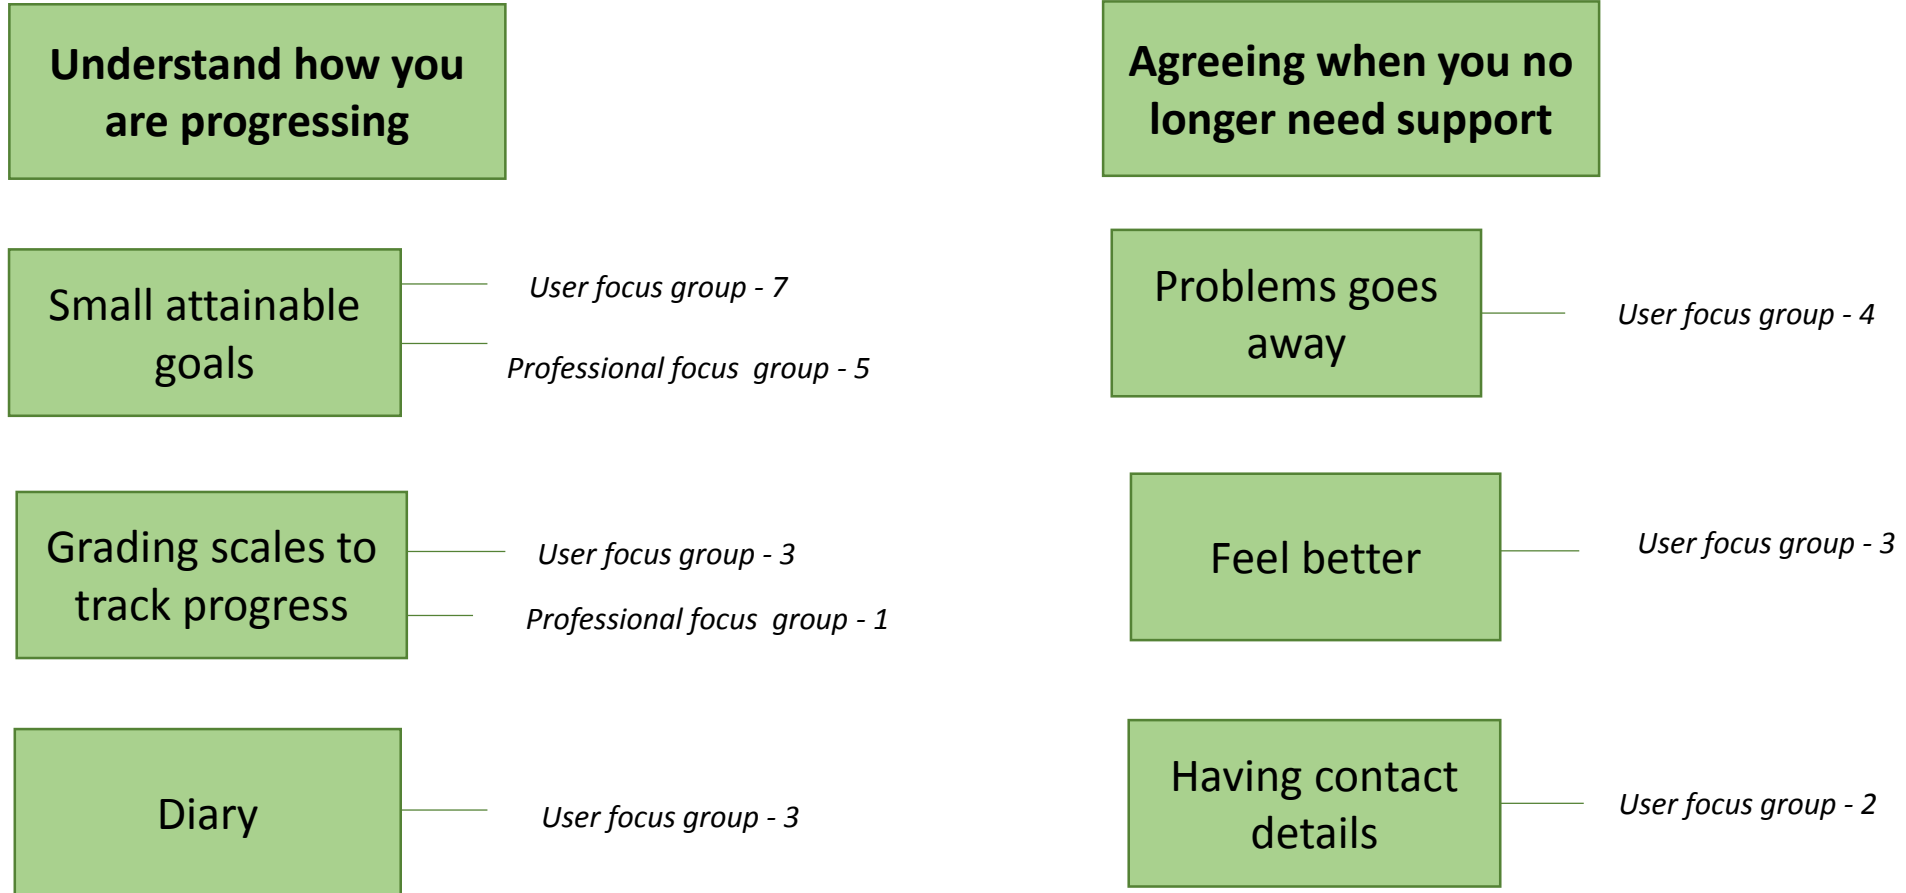 Understand how you
are progressing
Small attainable
goals
User focus group - 7
Professional focus  group - 5
Grading scales to
track progress
User focus group - 3
Professional focus  group - 1
Diary
User focus group - 3
Agreeing when you no
longer need support
Problems goes
away
User focus group - 4
Feel better
User focus group - 3
Having contact
details
User focus group - 2